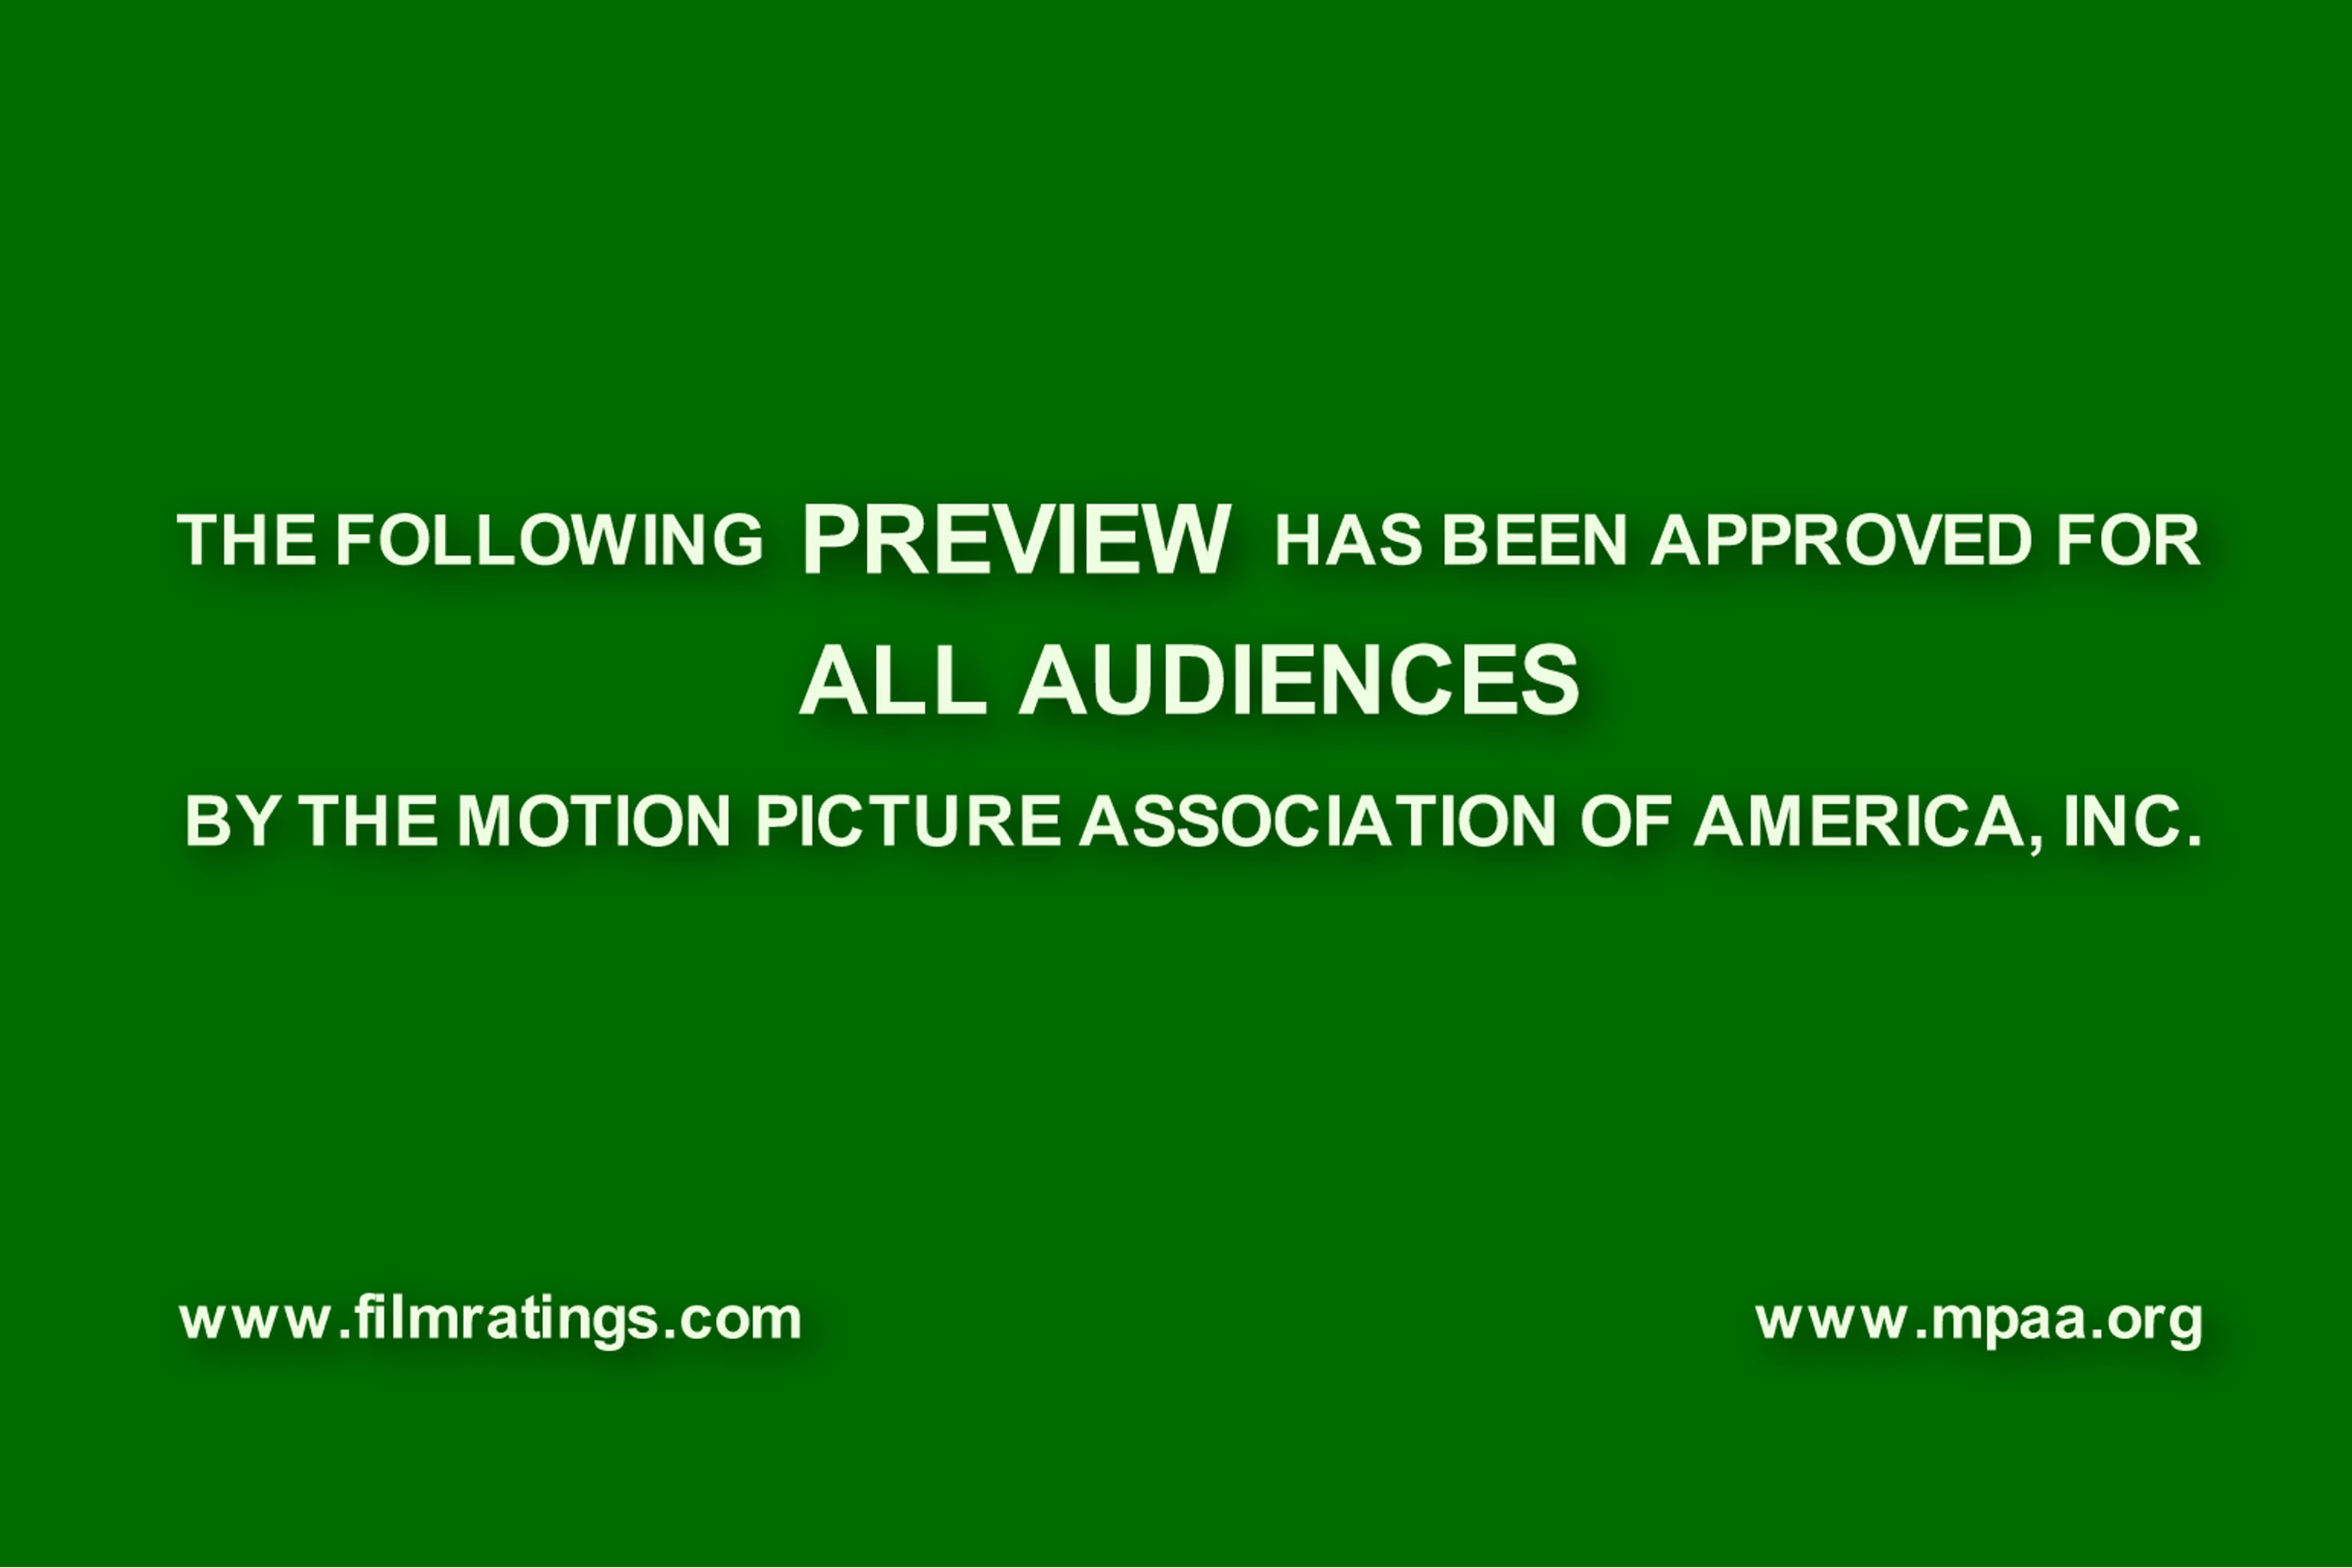 THE FOLLOWING PREVIEW HAS BEEN APPROVED FOR
ALL AUDIENCES
BY THE MOTION PICTURE ASSOCIATION OF AMERICA, INC.
www.filmratings.com
www.mpaa.org